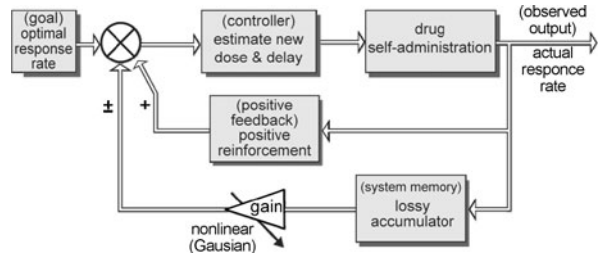 (goal)
optimal
response
rate
(controller)
estimate new
dose & delay
drug
self-administration
(observed
output)
actual
responce
rate
±
+
(positive
feedback)
positive
reinforcement
(system memory)
lossy
accumulator
gain
nonlinear
(Gaussian)